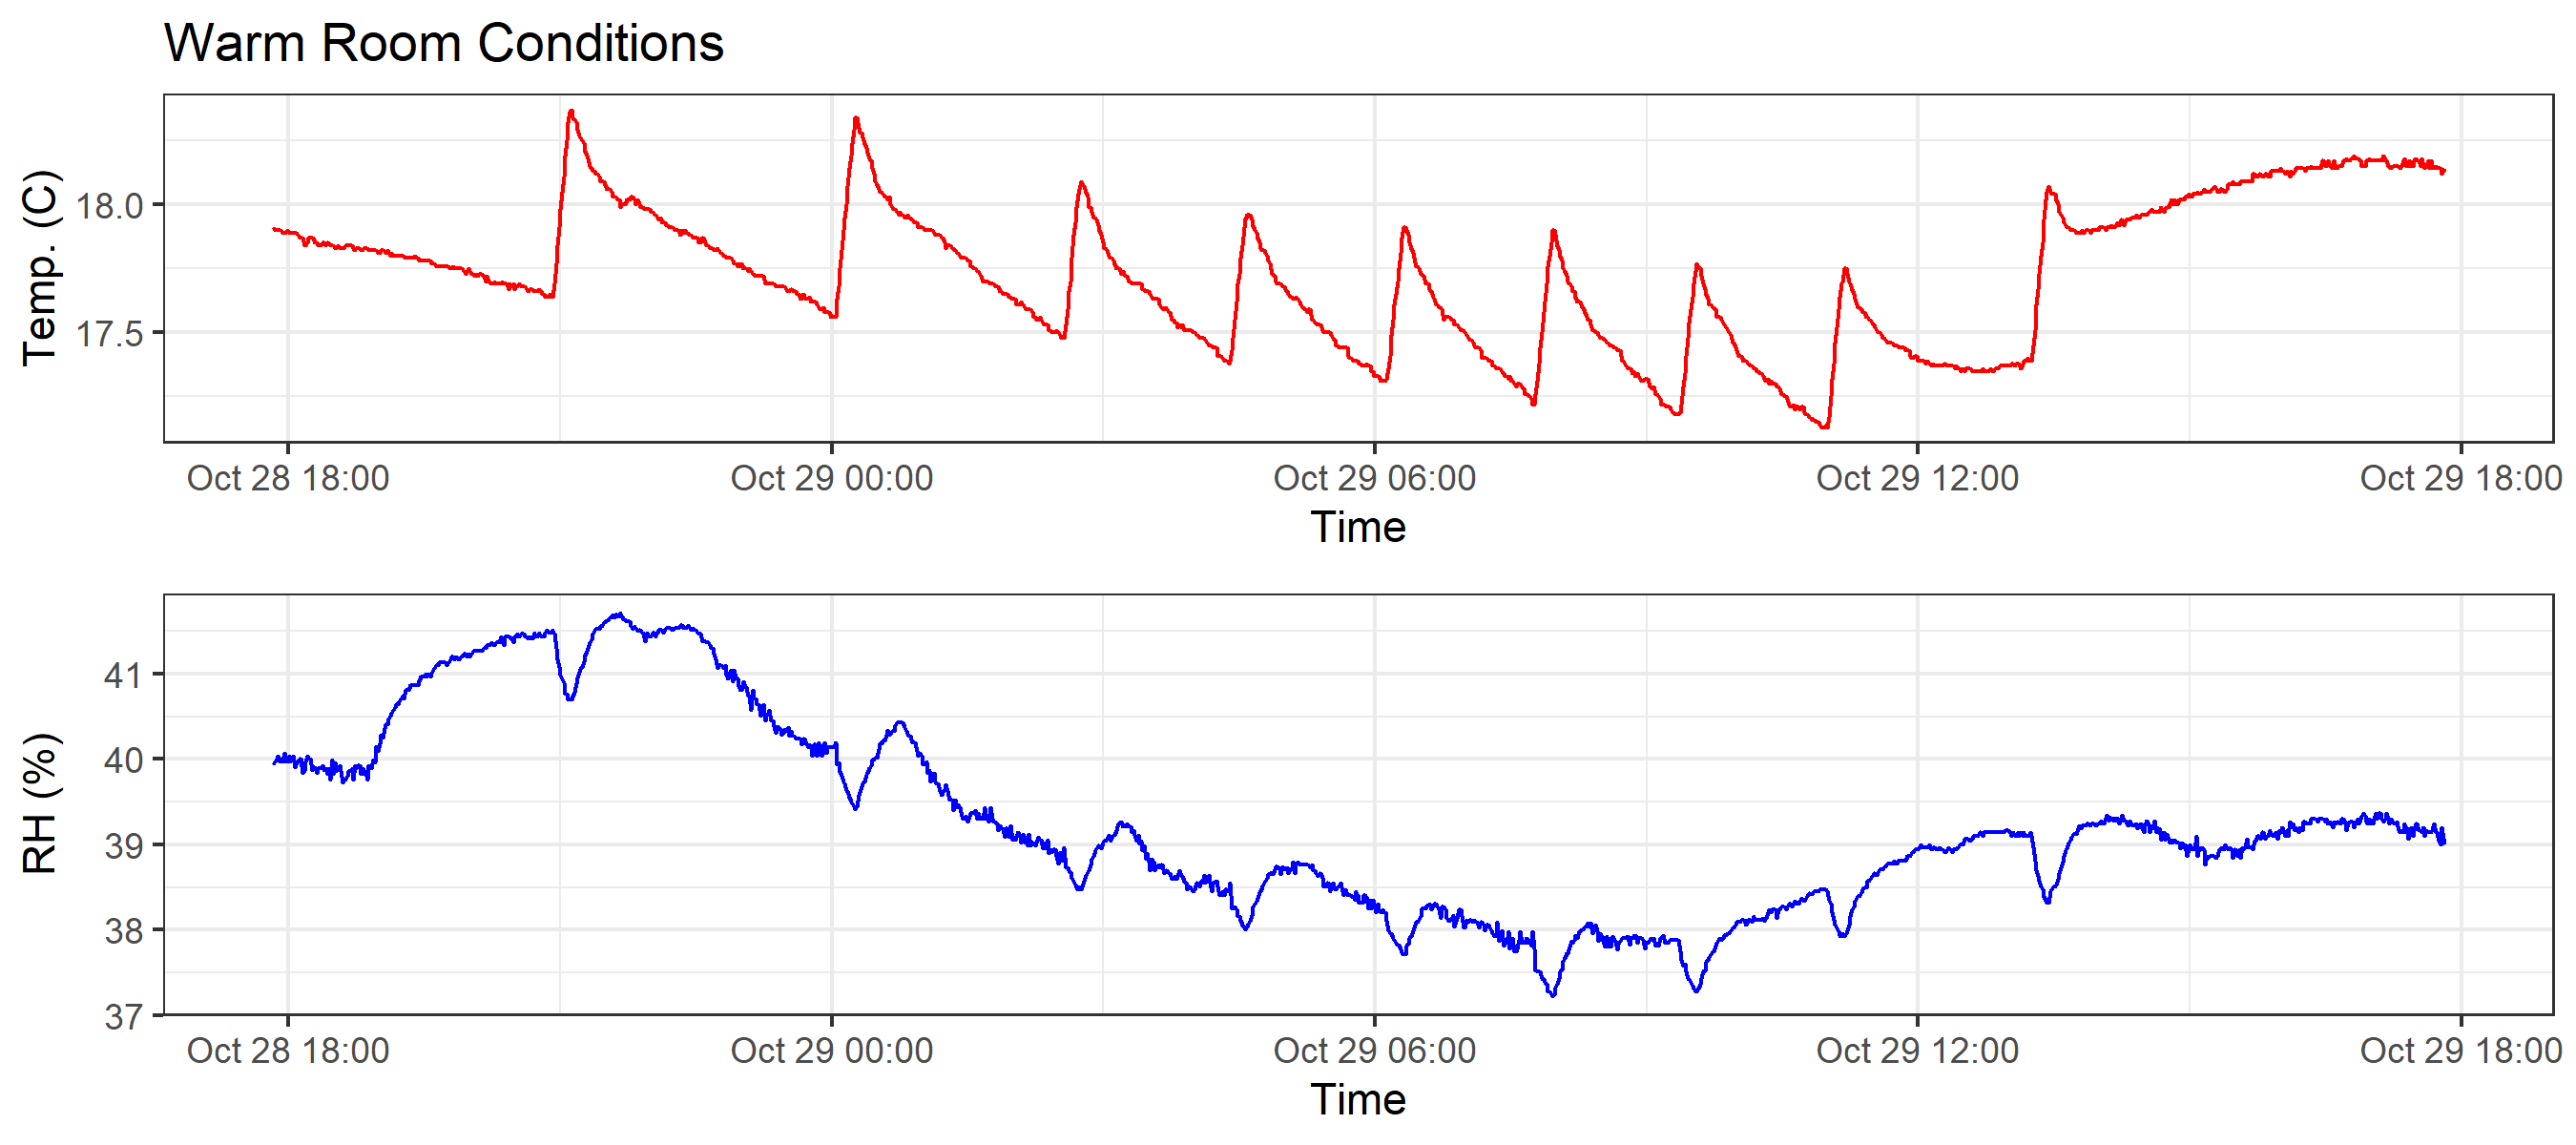 Warm Room Conditions
Temp. (C)
18.0
17.5
Oct 28 18:00 Oct 29 00:00 Oct 29 06:00 Oct 29 12:00 Oct 29 18:00
Time
RH (%)
41
40
39
38
37
Oct 28 18:00 Oct 29 00:00 Oct 29 06:00 Oct 29 12:00 Oct 29 18:00
Time